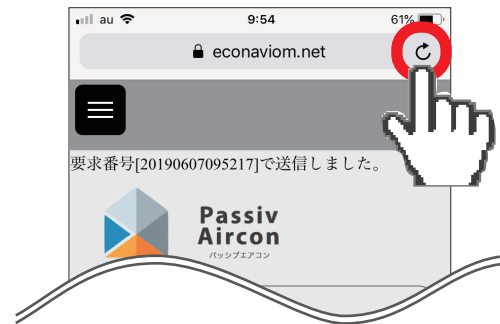 au 9:54 61%
econaviom.net
要求番号[20190607095217]で送信しました。
Passiv
Aircon
パッシブエアコン